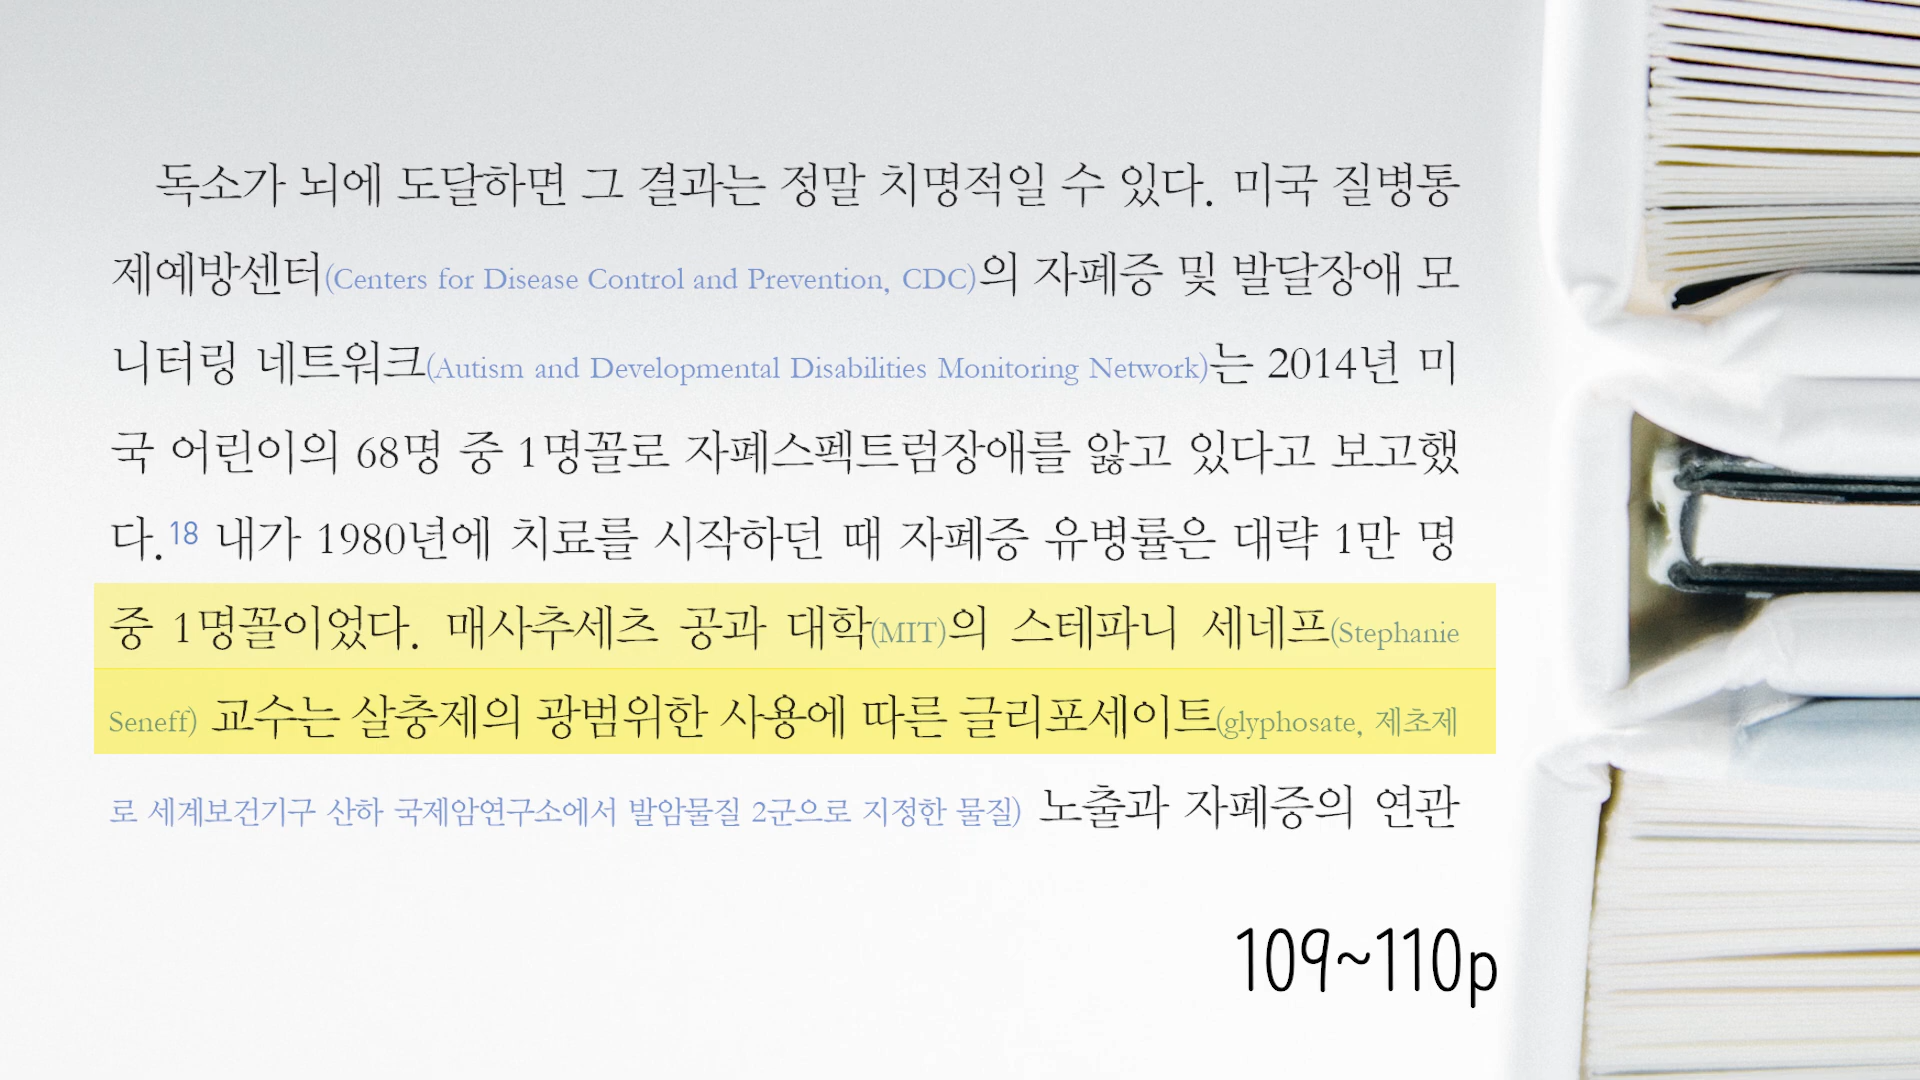 독소가 뇌에 도달하면 그 결과는 정말 치명적일 수 있다. 미국 질병통
제예방센터(Centers for Disease Control and Prevention, CDC)의 자폐증 및 발달장애 모
니터링 네트워크(Autism and Developmental Disabilities Monitoring Network)는 2014년 미
국 어린이의 68명 중 1명꼴로 자폐스펙트럼장애를 앓고 있다고 보고했
다.18 내가 1980년에 치료를 시작하던 때 자폐증 유병률은 대략 1만 명
중 1명꼴이었다. 매사추세츠 공과 대학(MIT)의 스테파니 세네프(Stephanie
Seneff) 교수는 살충제의 광범위한 사용에 따른 글리포세이트(glyphosate, 제초제
로 세계보건기구 산하 국제암연구소에서 발암물질 2군으로 지정한 물질) 노출과 자폐증의 연관
109~110p